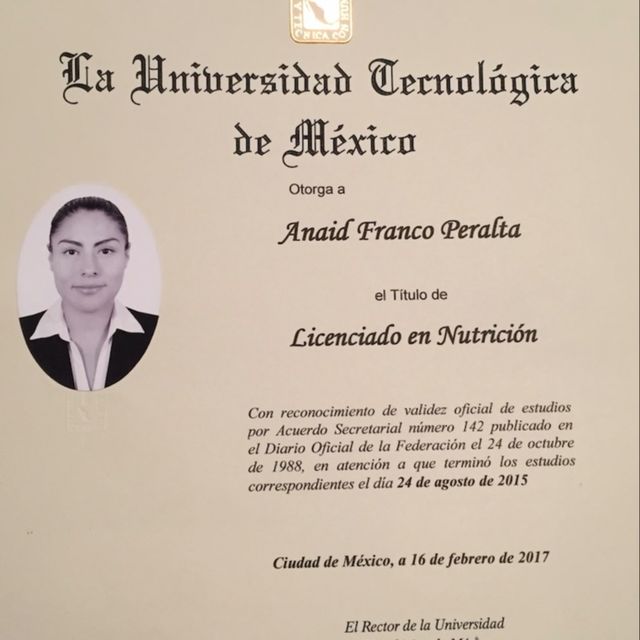 La Universidad Tecnológica
de México
Otorga a
Anaid Franco Peralta
el Título de
Licenciado en Nutrición
Con reconocimiento de validez oficial de estudios
por Acuerdo Secretarial número 142 publicado en
el Diario Oficial de la Federación el 24 de octubre
de 1988, en atención a que terminó los estudios
correspondientes el día 24 de agosto de 2015
Ciudad de México, a 16 de febrero de 2017
El Rector de la Universidad